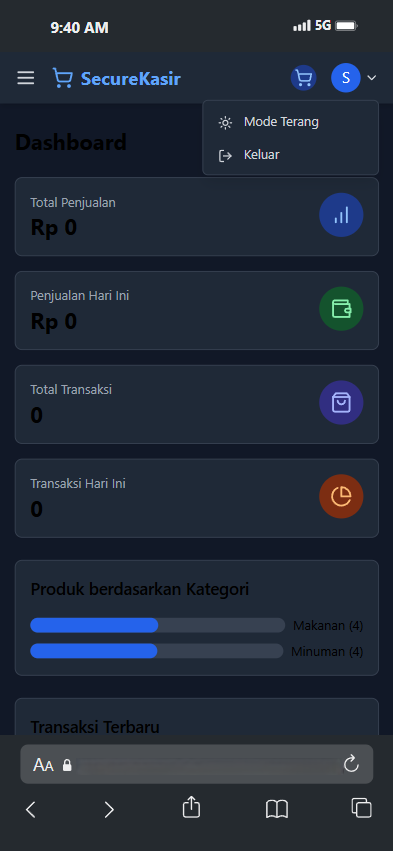 9:40 AM
5G
SecureKasir
S
Mode Terang
Keluar
Dashboard
Total Penjualan
Rp 0
Penjualan Hari Ini
Rp 0
Total Transaksi
0
Transaksi Hari Ini
0
Produk berdasarkan Kategori
Makanan (4)
Minuman (4)
Transaksi Terbaru
AA